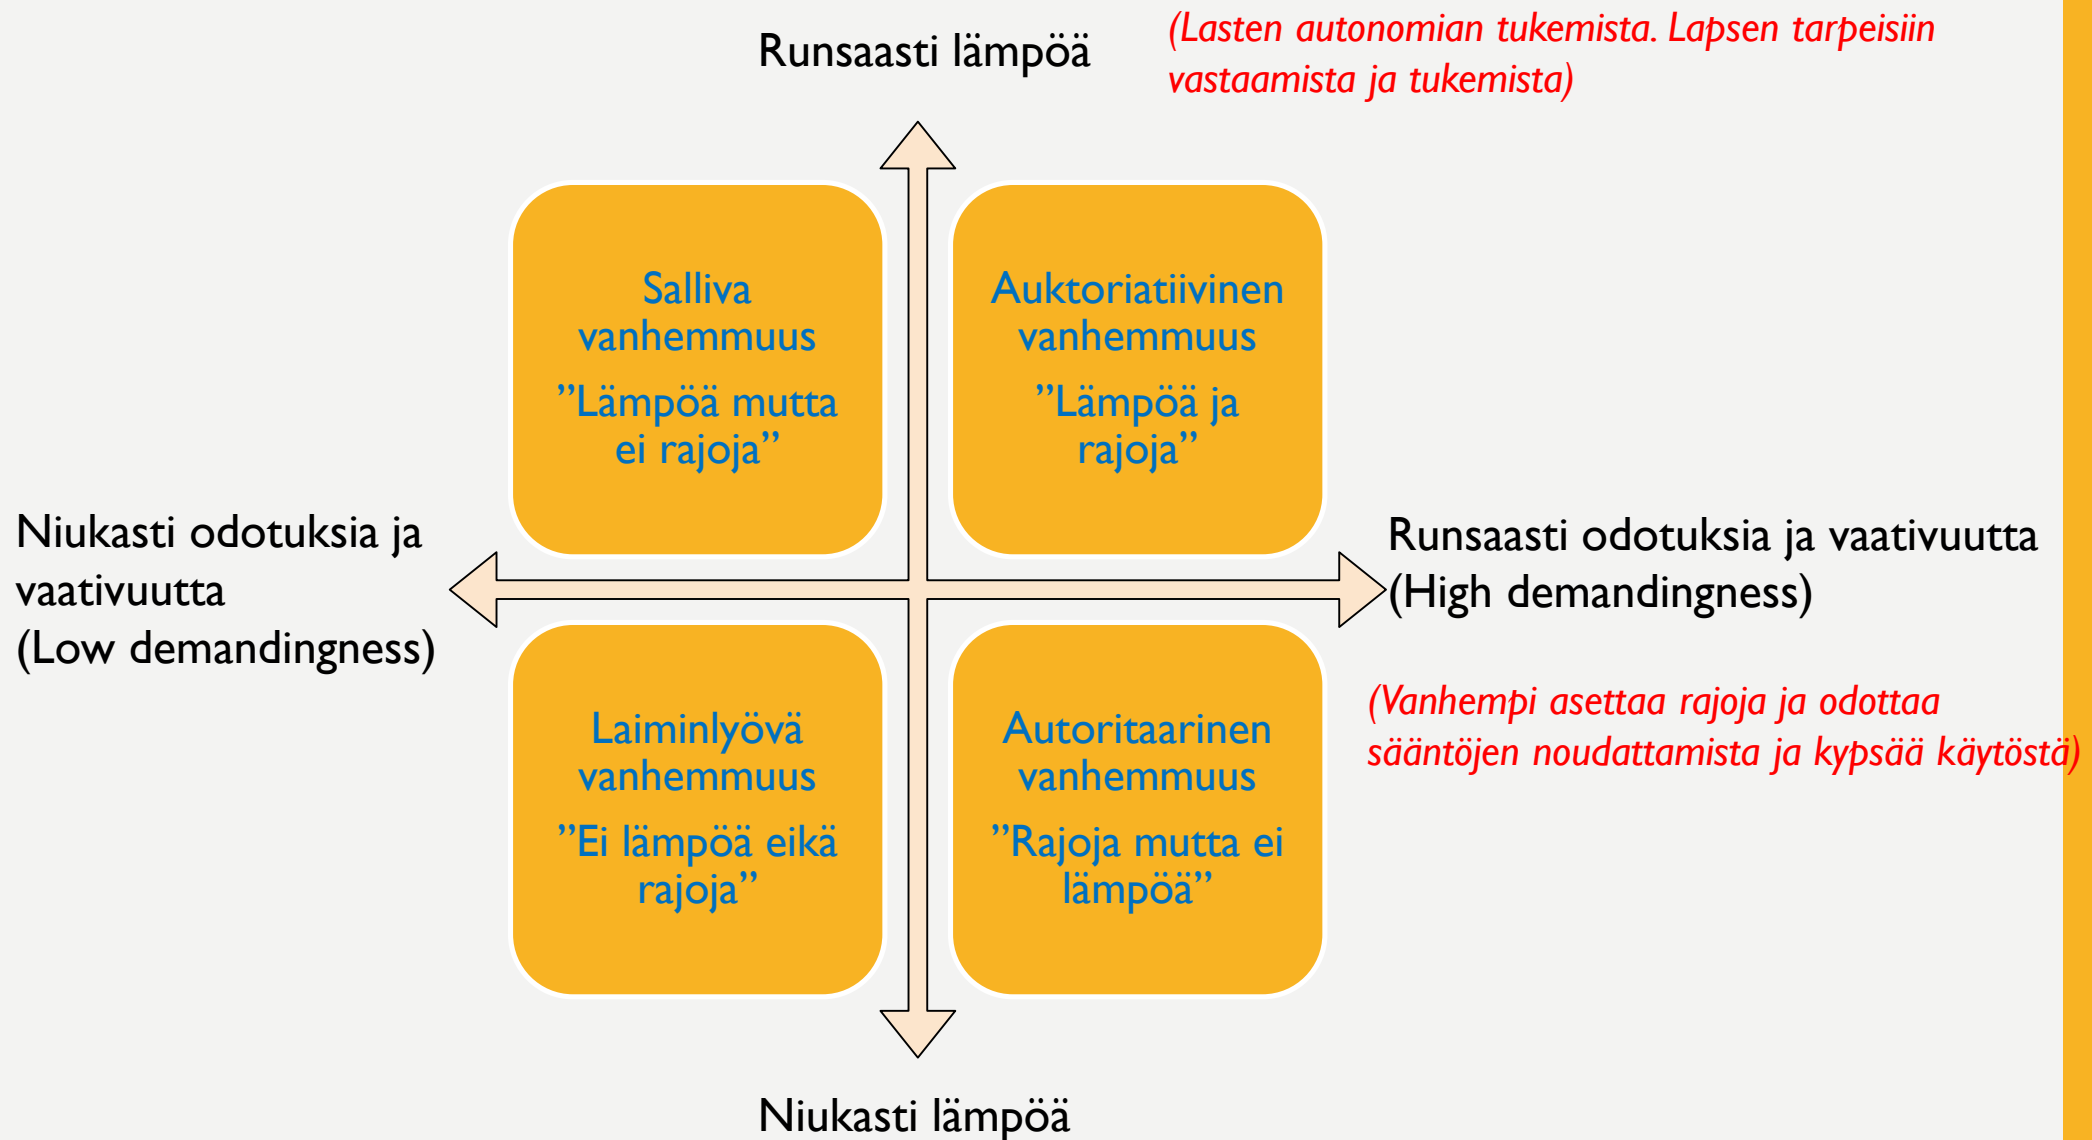 Runsaasti lämpöä
(Lasten autonomian tukemista. Lapsen tarpeisiin
vastaamista ja tukemista)
Salliva
vanhemmuus
”Lämpöä mutta
ei rajoja”
Auktoriatiivinen
vanhemmuus
”Lämpöä ja
rajoja”
Niukasti odotuksia ja
vaativuutta
(Low demandingness)
Runsaasti odotuksia ja vaativuutta
(High demandingness)
(Vanhempi asettaa rajoja ja odottaa
sääntöjen noudattamista ja kypsää käytöstä)
Laiminlyövä
vanhemmuus
”Ei lämpöä eikä
rajoja”
Autoritaarinen
vanhemmuus
”Rajoja mutta ei
lämpöä”
Niukasti lämpöä